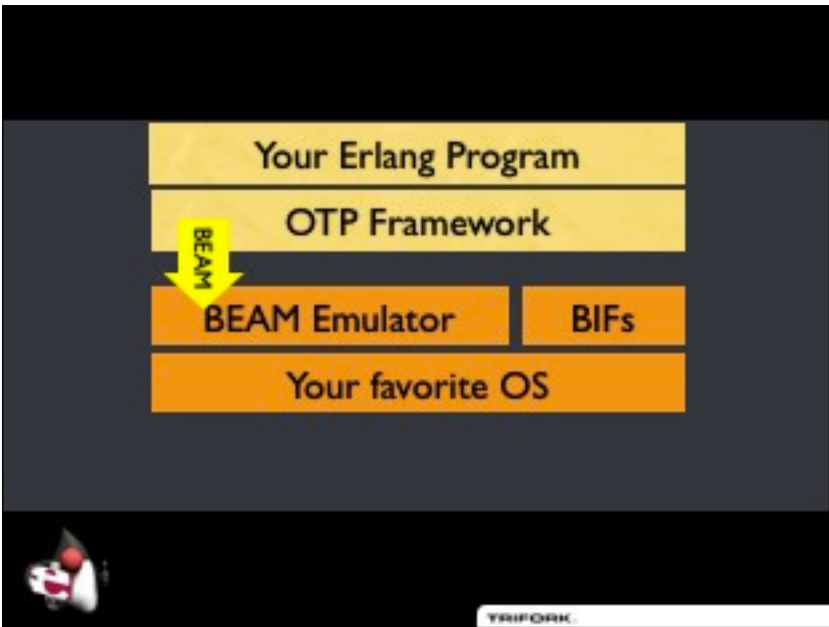 Your Erlang Program
OTP Framework
BEAM
BEAM Emulator
BIFs
Your favorite OS
TRIFORK.